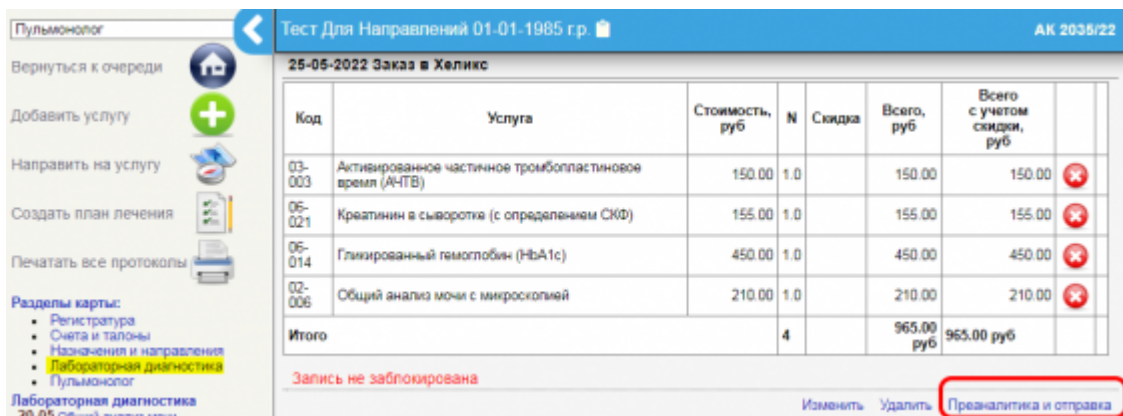 Пульмонолог
Вернуться к очереди
Добавить услугу
Направить на услугу
Создать план лечения
Печатать все протоколы
Разделы карты:
Регистратура
Счета и талоны
Назначения и направления
Лабораторная диагностика
Пульмонолог
Лабораторная диагностика
Тест Для Направлений 01-01-1985 г.р.
АК 2035/22
25-05-2022 Заказ в Хеликс
Код Услуга Стоимость, руб N Скидка Всего, руб Всего с учетом скидки, руб
03-003 Активированное частичное тромбопластиновое время (АЧТВ) 150.00 1.0 150.00 150.00
06-021 Креатинин в сыворотке (с определением СКФ) 155.00 1.0 155.00 155.00
06-014 Гликированный гемоглобин (HbA1c) 450.00 1.0 450.00 450.00
02-006 Общий анализ мочи с микроскопией 210.00 1.0 210.00 210.00
Итого 4 965.00 руб 965.00 руб
Запись не заблокирована
Изменить Удалить Преаналитика и отправка